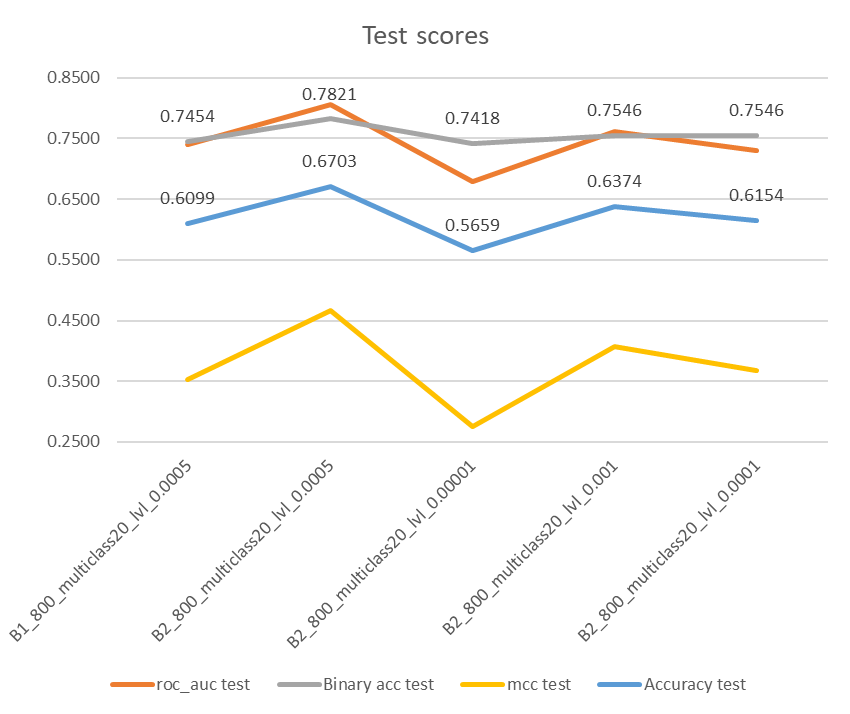 Test scores
0.8500
0.7500
0.6500
0.5500
0.4500
0.3500
0.2500
0.7454
0.7821
0.7418
0.7546
0.7546
0.6099
0.6703
0.5659
0.6374
0.6154
B1_800_multiclass20_lvl_0.0005
B2_800_multiclass20_lvl_0.0005
B2_800_multiclass20_lvl_0.00001
B2_800_multiclass20_lvl_0.001
B2_800_multiclass20_lvl_0.0001
roc_auc test
Binary acc test
mcc test
Accuracy test